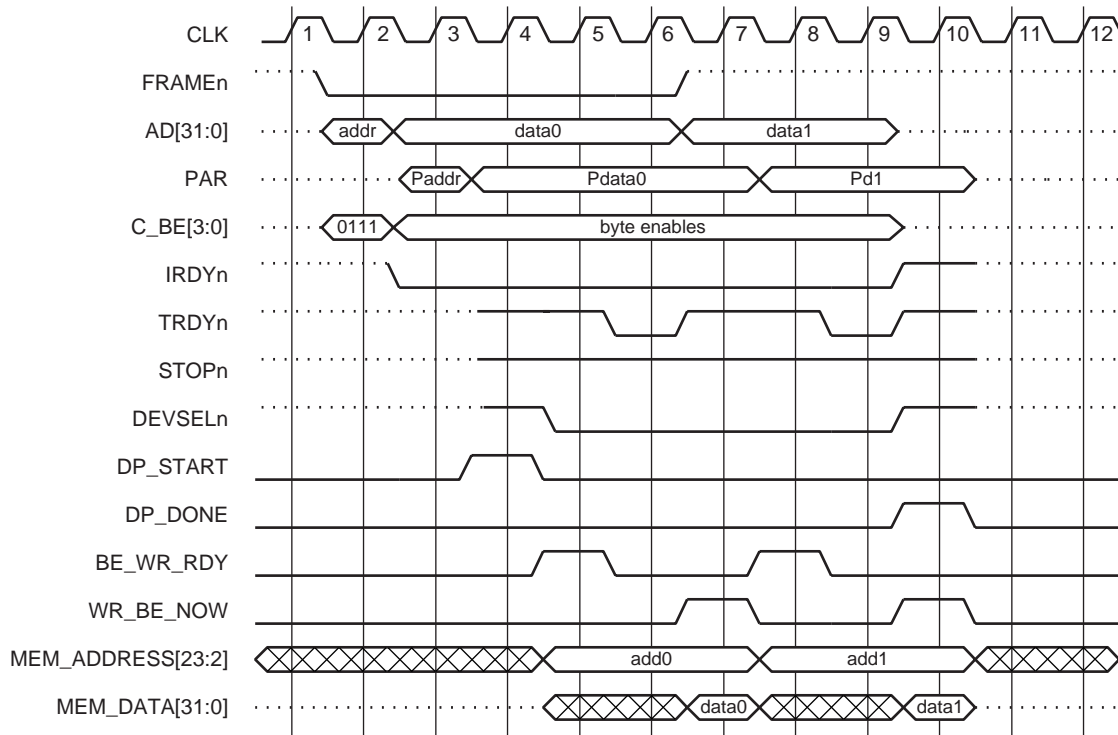 CLK 1 2 3 4 5 6 7 8 9 10 11 12
FRAMEn
AD[31:0] addr data0 data1
PAR Paddr Pdata0 Pd1
C_BE[3:0] 0111 byte enables
IRDYn
TRDYn
STOPn
DEVSELn
DP_START
DP_DONE
BE_WR_RDY
WR_BE_NOW
MEM_ADDRESS[23:2] add0 add1
MEM_DATA[31:0] data0 data1